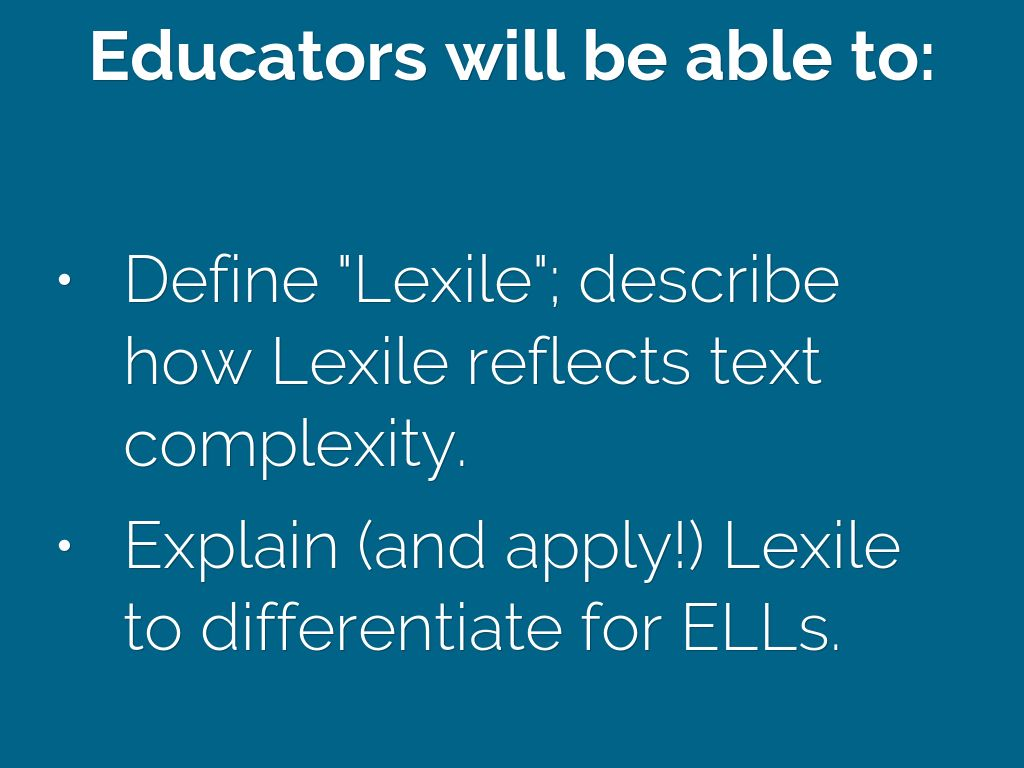 Educators will be able to:
• Define "Lexile"; describe
how Lexile reflects text
complexity.
• Explain (and apply!) Lexile
to differentiate for ELLs.